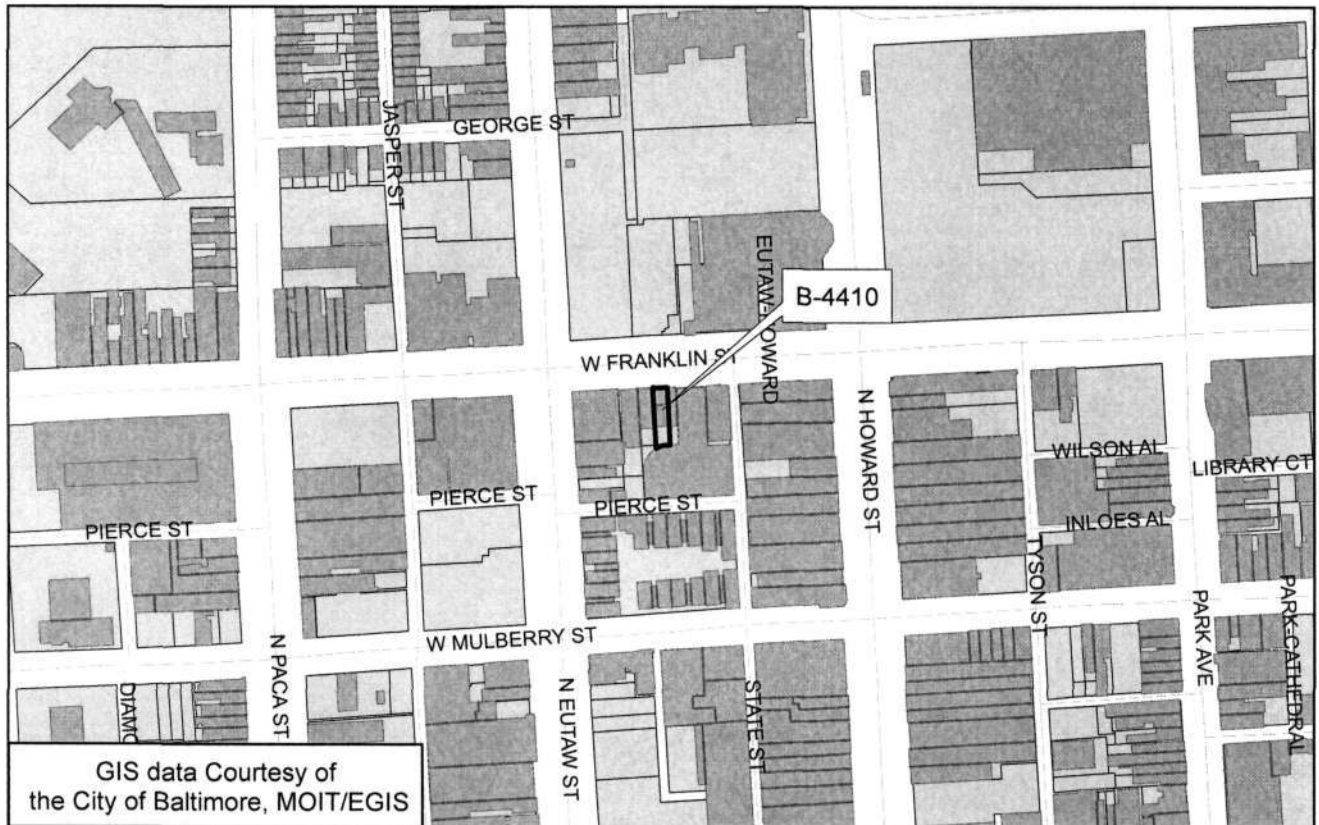 JASPER ST
GEORGE ST
EUTAW-HOWARD
B-4410
W FRANKLIN ST
N HOWARD ST
WILSON AL
LIBRARY CT
PIERCE ST
PIERCE ST
PIERCE ST
INLOES AL
TYSON ST
W MULBERRY ST
N PACA ST
PARK AVE
PARK-CATHEDRAL
DIAMO
N EUTAW ST
STATE ST
GIS data Courtesy of
the City of Baltimore, MOIT/EGIS